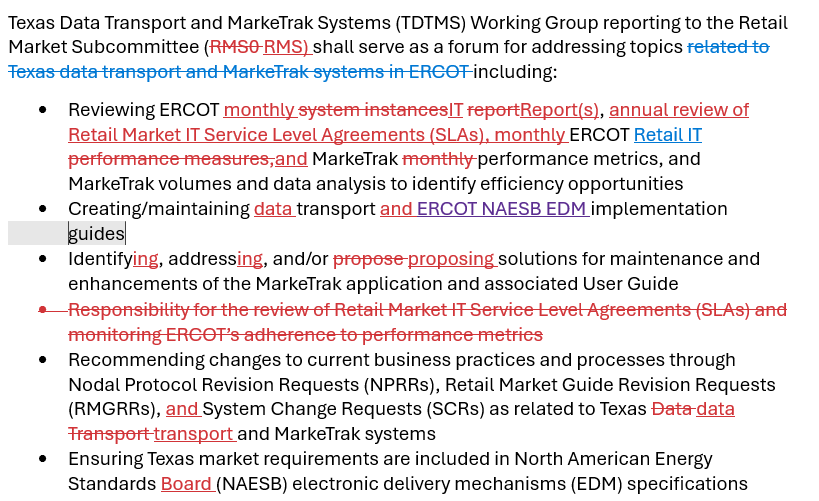 Texas Data Transport and MarkeTrak Systems (TDTMS) Working Group reporting to the Retail
Market Subcommittee (RMS0 RMS) shall serve as a forum for addressing topics related to
Texas data transport and MarkeTrak systems in ERCOT including:
• Reviewing ERCOT monthly system instancesIT reportReport(s), annual review of
Retail Market IT Service Level Agreements (SLAs), monthly ERCOT Retail IT
performance measures,and MarkeTrak monthly performance metrics, and
MarkeTrak volumes and data analysis to identify efficiency opportunities
• Creating/maintaining data transport and ERCOT NAESB EDM implementation
guides
• Identifying, addressing, and/or propose proposing solutions for maintenance and
enhancements of the MarkeTrak application and associated User Guide
• Responsibility for the review of Retail Market IT Service Level Agreements (SLAs) and
monitoring ERCOT's adherence to performance metrics
• Recommending changes to current business practices and processes through
Nodal Protocol Revision Requests (NPRRs), Retail Market Guide Revision Requests
(RMGRRs), and System Change Requests (SCRs) as related to Texas Data data
Transport transport and MarkeTrak systems
• Ensuring Texas market requirements are included in North American Energy
Standards Board (NAESB) electronic delivery mechanisms (EDM) specifications